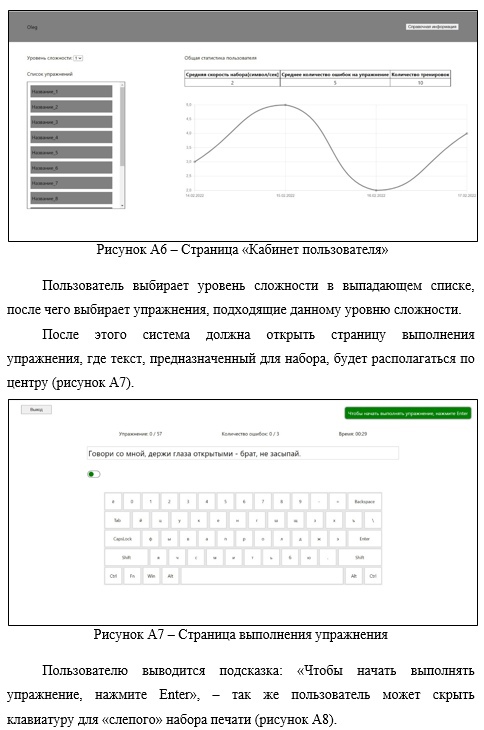 Oleg
Справочная информация
Уровень сложности: 1
Общая статистика пользователя
Список упражнений
Средняя скорость набора(символ/сек) Среднее количество ошибок на упражнение Количество тренировок
2 5 10
Название_1
Название_2
Название_3
Название_4
Название_5
Название_6
Название_7
Название_8
5,0
4,5
4,0
3,5
3,0
2,5
2,0
14.02.2022 15.02.2022 16.02.2022 17.02.2022
Рисунок А6 – Страница «Кабинет пользователя»
Пользователь выбирает уровень сложности в выпадающем списке,
после чего выбирает упражнения, подходящие данному уровню сложности.
После этого система должна открыть страницу выполнения
упражнения, где текст, предназначенный для набора, будет располагаться по
центру (рисунок А7).
Выход
Чтобы начать выполнять упражнение, нажмите Enter
Упражнение: 0 / 57 Количество ошибок: 0 / 3 Время: 00:29
Говори со мной, держи глаза открытыми - брат, не засыпай.
ё 0 1 2 3 4 5 6 7 8 9 - + Backspace
Tab й ц у к е н г ш щ з х ъ \
CapsLock ф ы в а п р о л д ж э Enter
Shift я ч с м и т ь б ю . Shift
Ctrl Fn Win Alt Alt Ctrl
Рисунок А7 – Страница выполнения упражнения
Пользователю выводится подсказка: «Чтобы начать выполнять
упражнение, нажмите Enter», – так же пользователь может скрыть
клавиатуру для «слепого» набора печати (рисунок А8).